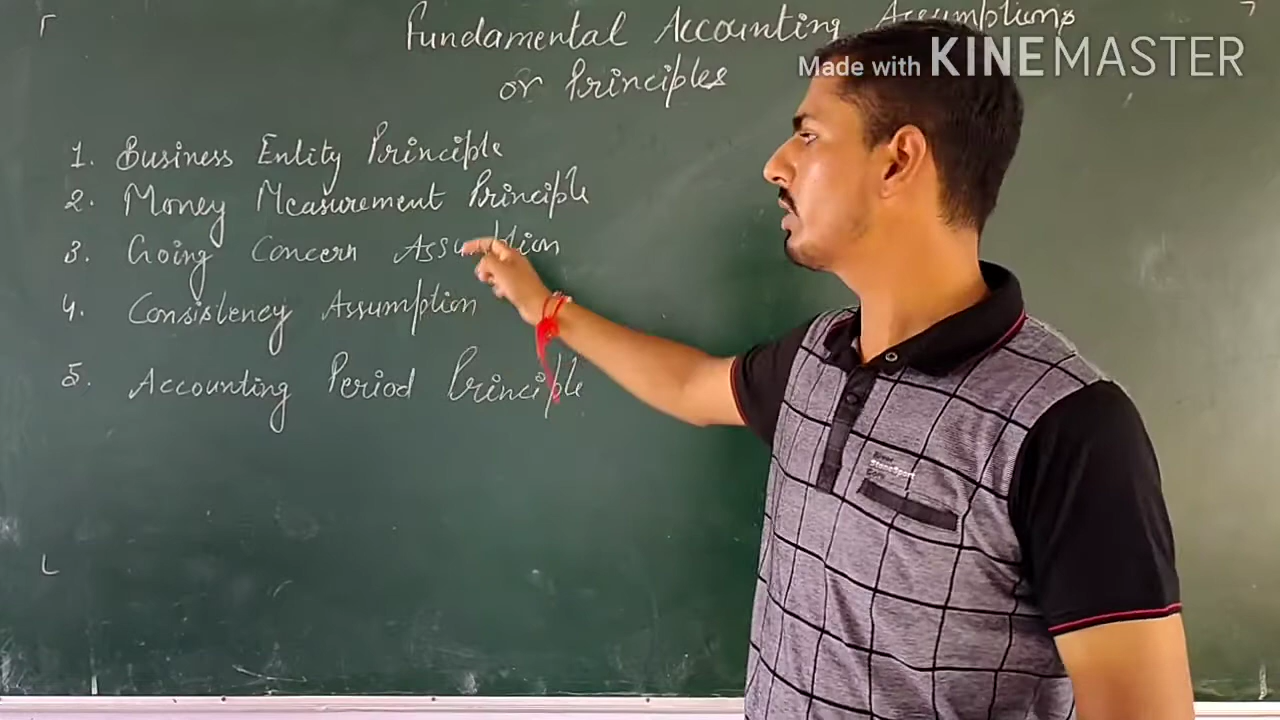 Fundamental Accounting Assumptions
or Principles
Made with KINEMASTER
1. Business Entity Principle
2. Money Measurement Principle
3. Going Concern Assumption
4. Consistency Assumption
5. Accounting Period Principle